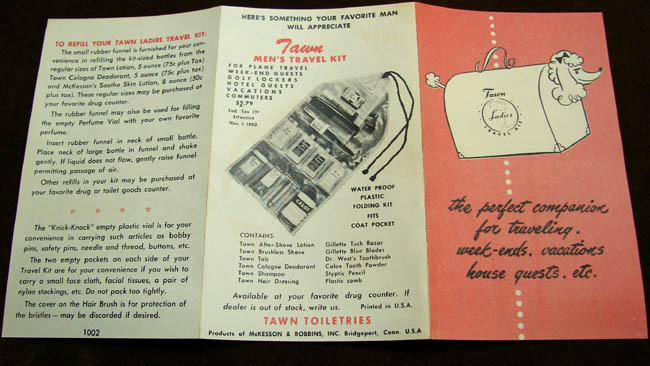 TO REFILL YOUR TAWN LADIES TRAVEL KIT:
The small rubber funnel is furnished for your con-
venience in refilling the kit-sized bottles from the
regular sizes of Tawn Lotion, 5 ounce (75c plus Tax)
Tawn Cologne Deodorant, 5 ounce (75c plus tax)
and McKesson's Soothe Skin Lotion, 8 ounce (50c
plus tax). These regular sizes may be purchased at
your favorite drug counter.
The rubber funnel may also be used for filling
the empty Perfume Vial with your own favorite
perfume.
Insert rubber funnel in neck of small bottle.
Place neck of large bottle in funnel and shake
gently. If liquid does not flow, gently raise funnel
permitting passage of air.
Other refills in your kit may be purchased at
your favorite drug or toilet goods counter.
The "Knick-Knack" empty plastic vial is for your
convenience in carrying such articles as bobby
pins, safety pins, needle and thread, buttons, etc.
The two empty pockets on each side of your
Travel Kit are for your convenience if you wish to
carry a small face cloth, facial tissues, a pair of
nylon stockings, etc. Do not pack too tightly.
The cover on the Hair Brush is for protection of
the bristles—may be discarded if desired.
1002
HERE'S SOMETHING YOUR FAVORITE MAN
WILL APPRECIATE
Tawn
MEN'S TRAVEL KIT
FOR PLANE TRAVEL
WEEK-END GUESTS
GOLF LOCKERS
HOTEL GUESTS
VACATIONS
COMMUTERS
$2.79
Fed. Tax 17¢
Effective
Nov. 1, 1950
CALOX
WATER PROOF
PLASTIC
FOLDING KIT
FITS
COAT POCKET
CONTAINS:
Tawn After-Shave Lotion
Tawn Brushless Shave
Tawn Talc
Tawn Cologne Deodorant
Tawn Shampoo
Tawn Hair Dressing
Gillette Tech Razor
Gillette Blue Blades
Dr. West's Toothbrush
Calox Tooth Powder
Styptic Pencil
Plastic comb
Available at your favorite drug counter. If
dealer is out of stock, write us. Printed in U.S.A.
TAWN TOILETRIES
Products of McKESSON & ROBBINS, INC. Bridgeport, Conn. U.S.A
Tawn
Ladies
TRAVEL KIT
the perfect companion
for traveling.
week-ends. vacations
house guests. etc.